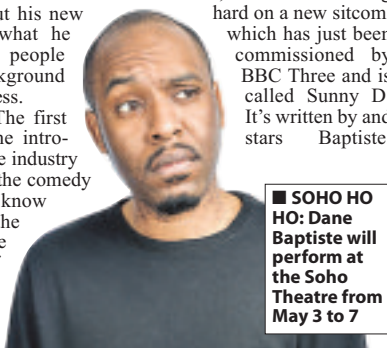 ut his new
what he
people
kground
ess.
The first
ne intro-
e industry
the comedy
know
he
e
hard on a new sitcom
which has just been
commissioned by
BBC Three and is
called Sunny D.
It's written by and
stars Baptiste
■ SOHO HO
HO: Dane
Baptiste will
perform at
the Soho
Theatre from
May 3 to 7